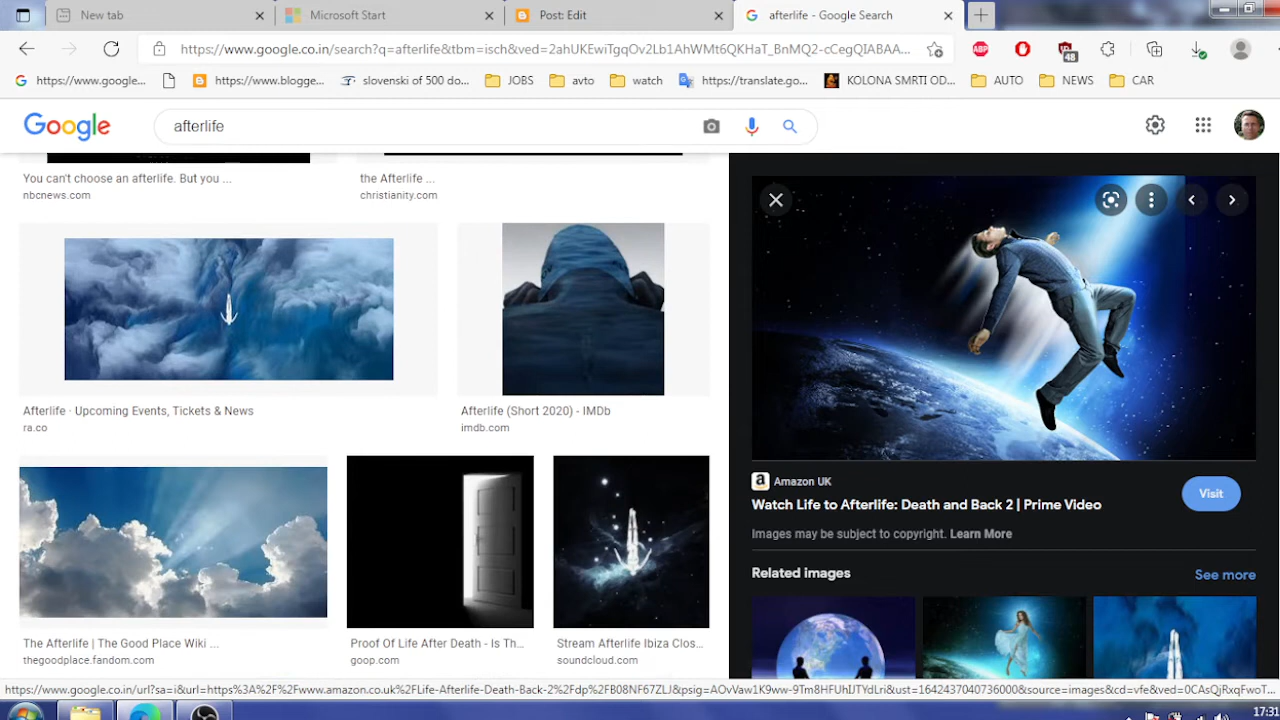 New tab
Microsoft Start
Post: Edit
afterlife - Google Search
https://www.google.co.in/search?q=afterlife&tbm=isch&ved=2ahUKEwiTgqOv2Lb1AhWMt6QKHaT_BnMQ2-cCegQIABAA...
ABP
48
https://www.google...
https://www.blogge...
slovenski of 500 do...
JOBS
avto
watch
https://translate.go...
KOLONA SMRTI OD...
AUTO
NEWS
CAR
Google
afterlife
You can't choose an afterlife. But you ...
nbcnews.com
the Afterlife ...
christianity.com
Afterlife · Upcoming Events, Tickets & News
ra.co
Afterlife (Short 2020) - IMDb
imdb.com
The Afterlife | The Good Place Wiki ...
thegoodplace.fandom.com
Proof Of Life After Death - Is Th...
goop.com
Stream Afterlife Ibiza Clos...
soundcloud.com
a Amazon UK
Watch Life to Afterlife: Death and Back 2 | Prime Video
Visit
Images may be subject to copyright. Learn More
Related images
See more
https://www.google.co.in/url?sa=i&url=https%3A%2F%2Fwww.amazon.co.uk%2FLife-Afterlife-Death-Back-2%2Fdp%2FB08NF67ZLJ&psig=AOvVaw1K9ww-9Tm8HFUhIJTYdLri&ust=1642437040736000&source=images&cd=vfe&ved=0CAsQjRxqFwoT...
17:31